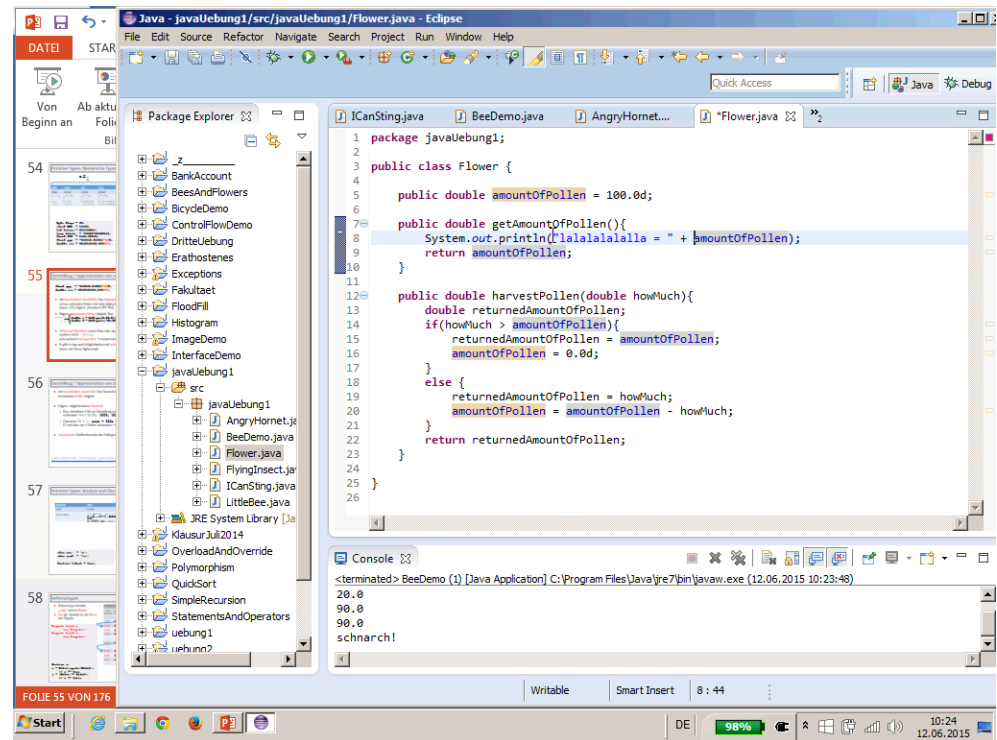 Java - javaUebung1/src/javaUebung1/Flower.java - Eclipse
File Edit Source Refactor Navigate Search Project Run Window Help
DATEI STAR
Von Beginn an
Ab aktu Folie
Bil
Quick Access
Java
Debug
Package Explorer
ICanSting.java
BeeDemo.java
AngryHornet....
*Flower.java
»2
_z_________
BankAccount
BeesAndFlowers
BicycleDemo
ControlFlowDemo
DritteUebung
Erathostenes
Exceptions
Fakultaet
FloodFill
Histogram
ImageDemo
InterfaceDemo
javaUebung1
src
javaUebung1
AngryHornet.ja
BeeDemo.java
Flower.java
FlyingInsect.ja
ICanSting.java
LittleBee.java
JRE System Library [Ja
KlausurJuli2014
OverloadAndOverride
Polymorphism
QuickSort
SimpleRecursion
StatementsAndOperators
uebung1
uebung2
1 package javaUebung1;
2
3 public class Flower {
4
5 public double amountOfPollen = 100.0d;
6
7 public double getAmountOfPollen(){
8 System.out.println("lalalalalalla = " + amountOfPollen);
9 return amountOfPollen;
10 }
11
12 public double harvestPollen(double howMuch){
13 double returnedAmountOfPollen;
14 if(howMuch > amountOfPollen){
15 returnedAmountOfPollen = amountOfPollen;
16 amountOfPollen = 0.0d;
17 }
18 else {
19 returnedAmountOfPollen = howMuch;
20 amountOfPollen = amountOfPollen - howMuch;
21 }
22 return returnedAmountOfPollen;
23 }
24
25 }
26
Console
<terminated> BeeDemo (1) [Java Application] C:\Program Files\Java\jre7\bin\javaw.exe (12.06.2015 10:23:48)
20.0
90.0
90.0
schnarch!
54
55
56
57
58
Writable
Smart Insert
8 : 44
FOLIE 55 VON 176
Start
DE
98%
10:24
12.06.2015